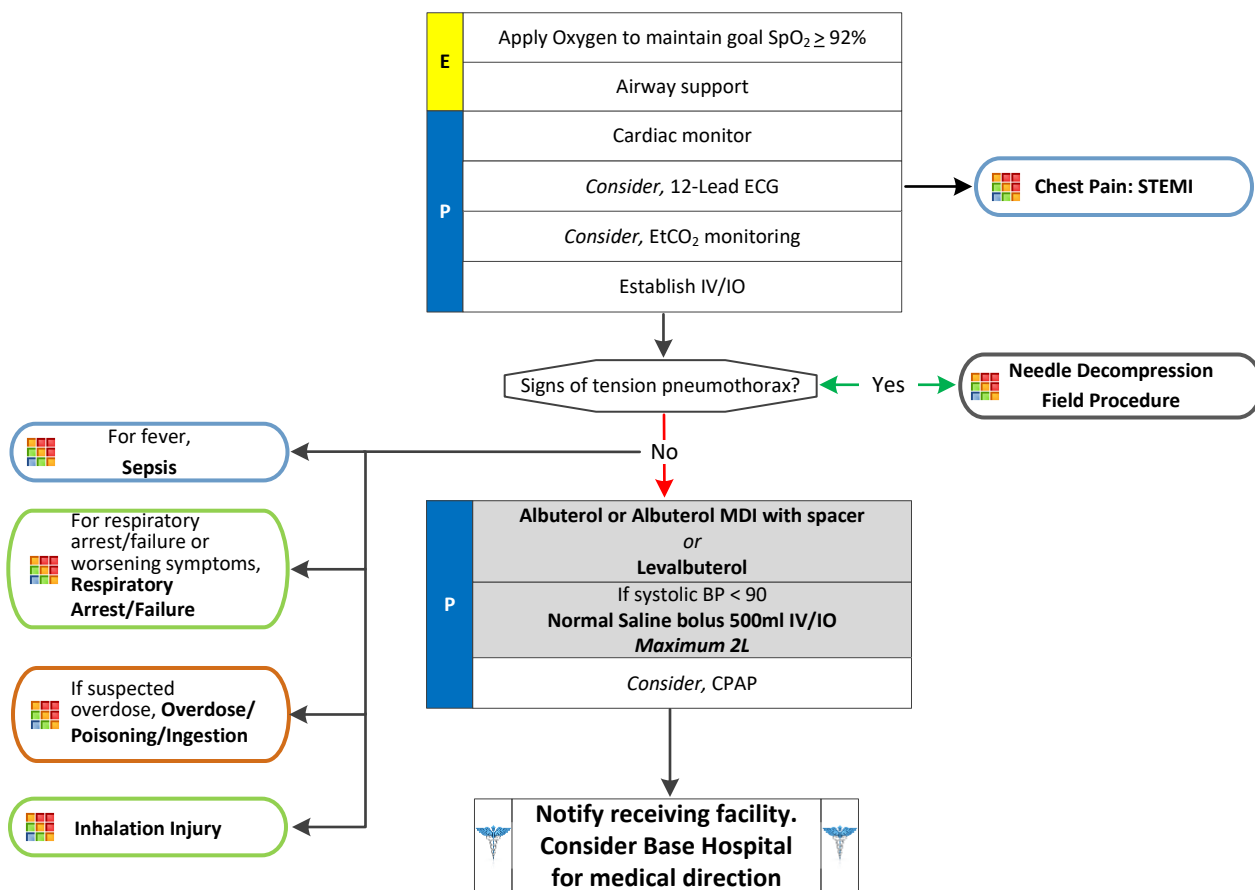 Apply Oxygen to maintain goal SpO₂ ≥ 92%
E
Airway support
Cardiac monitor
Consider, 12-Lead ECG
P
Consider, EtCO₂ monitoring
Establish IV/IO
Chest Pain: STEMI
Signs of tension pneumothorax?
Yes
Needle Decompression
Field Procedure
No
For fever,
Sepsis
For respiratory
arrest/failure or
worsening symptoms,
Respiratory
Arrest/Failure
If suspected
overdose, Overdose/
Poisoning/Ingestion
Inhalation Injury
Albuterol or Albuterol MDI with spacer
or
Levalbuterol
P
If systolic BP < 90
Normal Saline bolus 500ml IV/IO
Maximum 2L
Consider, CPAP
Notify receiving facility.
Consider Base Hospital
for medical direction